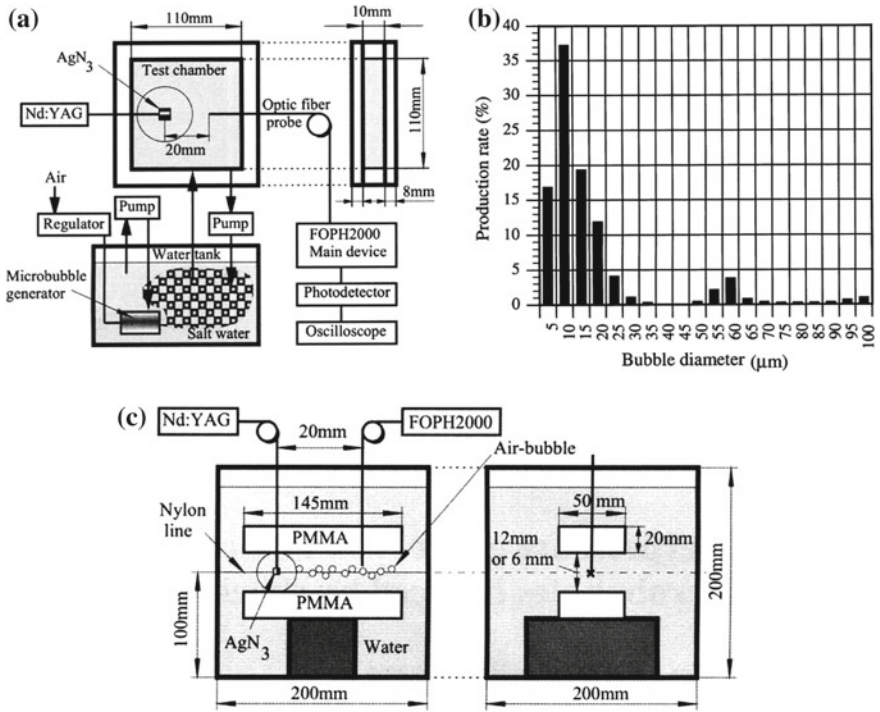 (a)
110mm
10mm
AgN3
Test chamber
Nd:YAG
Optic fiber
probe
20mm
110mm
8mm
Air
Regulator
Pump
Pump
Water tank
Microbubble
generator
Salt water
FOPH2000
Main device
Photodetector
Oscilloscope
(b)
Production rate (%)
40
35
30
25
20
15
10
5
0
5
10
15
20
25
28
35
40
45
50
55
60
65
70
75
80
85
90
95
100
Bubble diameter (μm)
(c)
Nd:YAG
FOPH2000
20mm
Air-bubble
Nylon
line
145mm
PMMA
PMMA
100mm
AgN3
Water
200mm
50 mm
20mm
12mm
or 6 mm
200mm
200mm